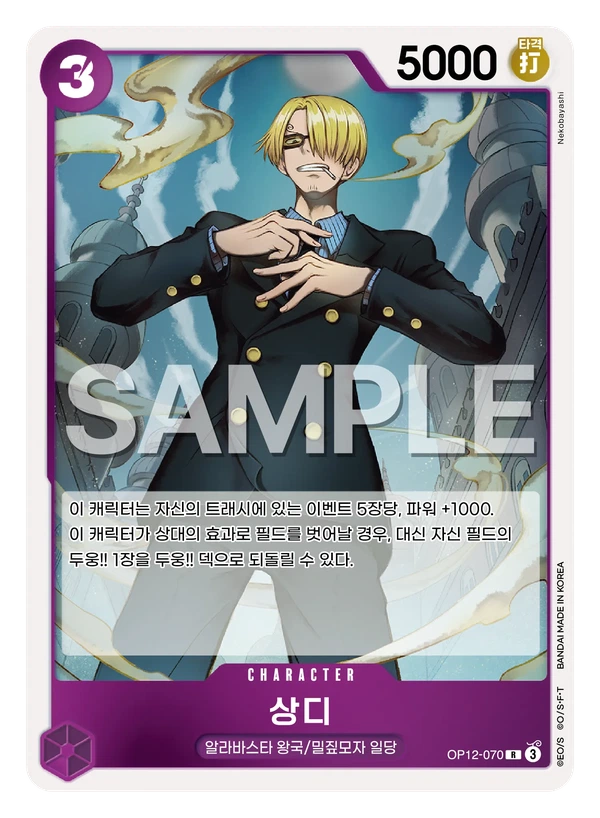 3
5000
타격
打
Nekobayashi
SAMPLE
이 캐릭터는 자신의 트래시에 있는 이벤트 5장당, 파워 +1000.
이 캐릭터가 상대의 효과로 필드를 벗어날 경우, 대신 자신 필드의
두웅!! 1장을 두웅!! 덱으로 되돌릴 수 있다.
CHARACTER
상디
알라바스타 왕국/밀짚모자 일당
OP12-070 R 3
©EO/S ©O/S·F·T BANDAI MADE IN KOREA